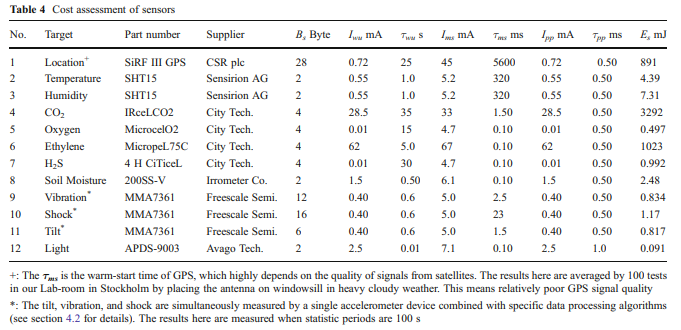 Table 4 Cost assessment of sensors
No. Target Part number Supplier Bs Byte Iwu mA τwu s Ims mA τms ms Ipp mA τpp ms Es mJ
1 Location+ SiRF III GPS CSR plc 28 0.72 25 45 5600 0.72 0.50 891
2 Temperature SHT15 Sensirion AG 2 0.55 1.0 5.2 320 0.55 0.50 4.39
3 Humidity SHT15 Sensirion AG 2 0.55 1.0 5.2 320 0.55 0.50 7.31
4 CO2 IRceLCO2 City Tech. 4 28.5 35 33 1.50 28.5 0.50 3292
5 Oxygen MicrocelO2 City Tech. 4 0.01 15 4.7 0.10 0.01 0.50 0.497
6 Ethylene MicropeL75C City Tech. 4 62 5.0 67 0.10 62 0.50 1023
7 H2S 4 H CiTiceL City Tech. 4 0.01 30 4.7 0.10 0.01 0.50 0.992
8 Soil Moisture 200SS-V Irrometer Co. 2 1.5 0.50 6.1 0.10 1.5 0.50 2.48
9 Vibration* MMA7361 Freescale Semi. 12 0.40 0.6 5.0 2.5 0.40 0.50 0.834
10 Shock* MMA7361 Freescale Semi. 16 0.40 0.6 5.0 23 0.40 0.50 1.17
11 Tilt* MMA7361 Freescale Semi. 6 0.40 0.6 5.0 1.5 0.40 0.50 0.817
12 Light APDS-9003 Avago Tech. 2 2.5 0.01 7.1 0.10 2.5 1.0 0.091
+: The τms is the warm-start time of GPS, which highly depends on the quality of signals from satellites. The results here are averaged by 100 tests
in our Lab-room in Stockholm by placing the antenna on windowsill in heavy cloudy weather. This means relatively poor GPS signal quality
*: The tilt, vibration, and shock are simultaneously measured by a single accelerometer device combined with specific data processing algorithms
(see section 4.2 for details). The results here are measured when statistic periods are 100 s